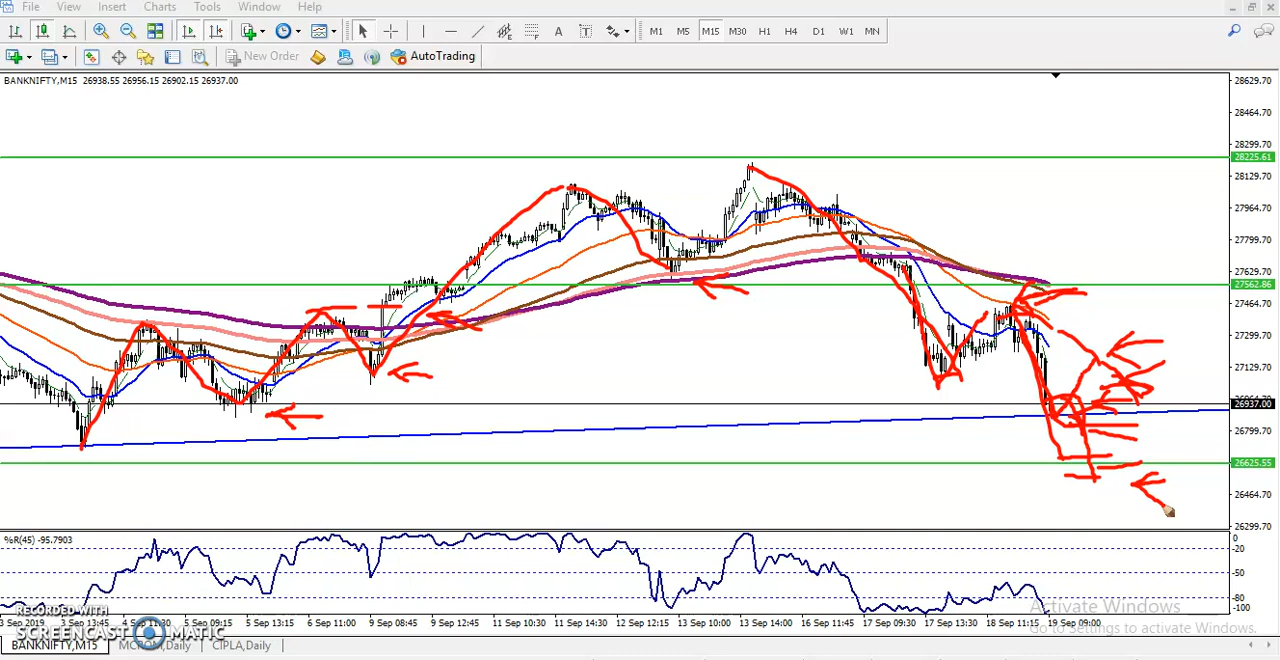 File View Insert Charts Tools Window Help
A T M1 M5 M15 M30 H1 H4 D1 W1 MN
New Order AutoTrading
BANKNIFTY,M15 26938.55 26956.15 26902.15 26937.00
28629.70
28464.70
28299.70
28225.61
28129.70
27964.70
27799.70
27629.70
27562.86
27464.70
27299.70
27129.70
26937.00
26799.70
26625.55
26464.70
26299.70
%R(45) -95.7903
0
-20
-50
-80
-100
3 Sep 2019 3 Sep 13:45 4 Sep 11:30 5 Sep 09:15 5 Sep 13:15 6 Sep 11:00 9 Sep 08:45 9 Sep 12:45 11 Sep 10:30 11 Sep 14:30 12 Sep 12:15 13 Sep 10:00 13 Sep 14:00 16 Sep 11:45 17 Sep 09:30 17 Sep 13:30 18 Sep 11:15 19 Sep 09:00
RECORDED WITH
SCREENCAST MATIC
Activate Windows
Go to Settings to activate Windows.
BANKNIFTY,M15 MCROM,Daily CIPLA,Daily